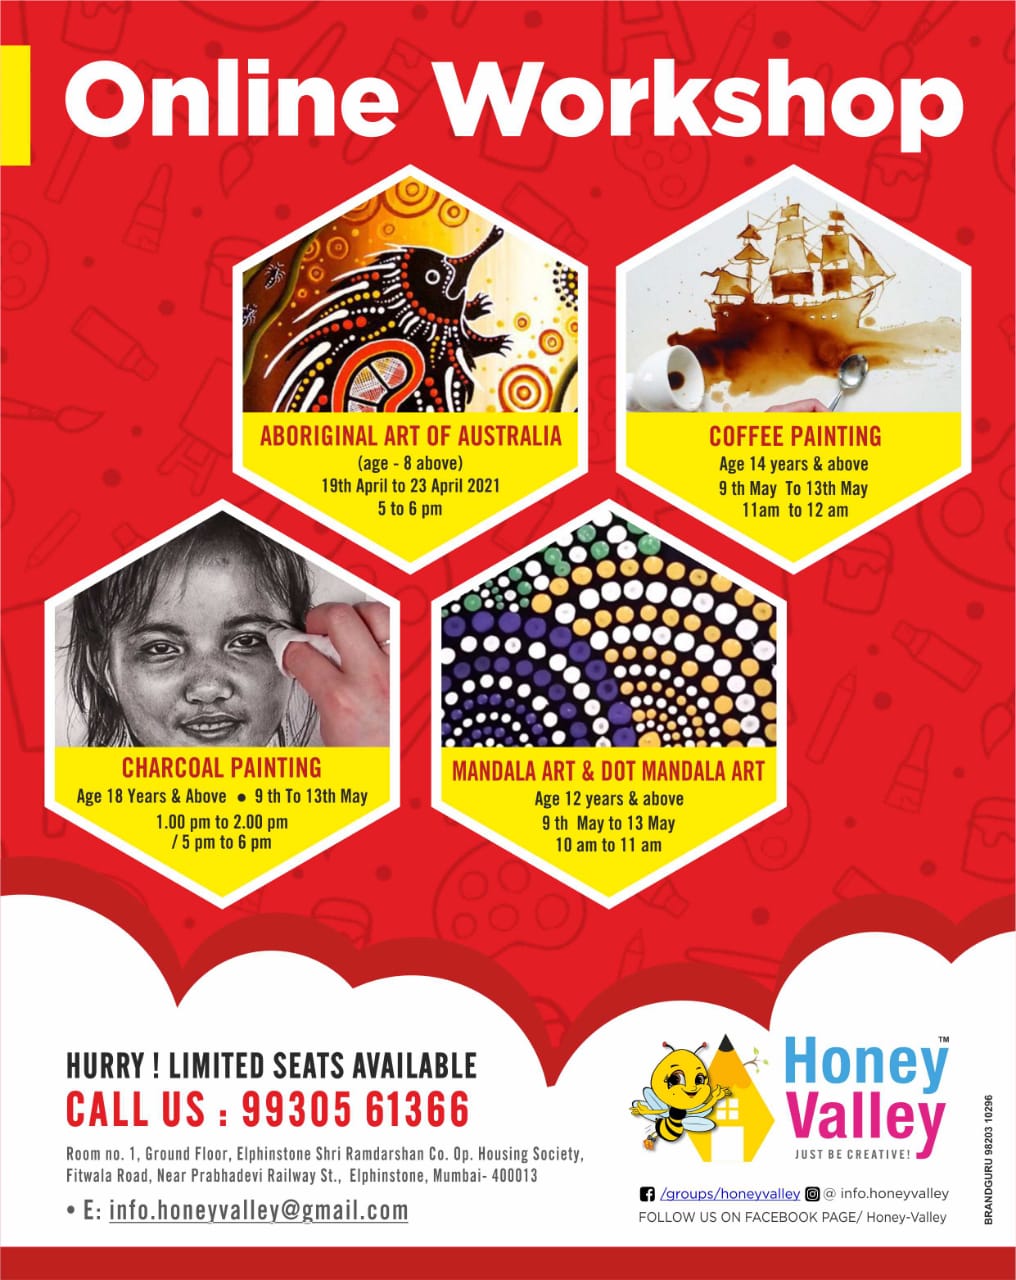 Online Workshop
ABORIGINAL ART OF AUSTRALIA
(age - 8 above)
19th April to 23 April 2021
5 to 6 pm
COFFEE PAINTING
Age 14 years & above
9 th May To 13th May
11am to 12 am
CHARCOAL PAINTING
Age 18 Years & Above ● 9 th To 13th May
1.00 pm to 2.00 pm
/ 5 pm to 6 pm
MANDALA ART & DOT MANDALA ART
Age 12 years & above
9 th May to 13 May
10 am to 11 am
HURRY ! LIMITED SEATS AVAILABLE
CALL US : 99305 61366
Room no. 1, Ground Floor, Elphinstone Shri Ramdarshan Co. Op. Housing Society,
Fitwala Road, Near Prabhadevi Railway St., Elphinstone, Mumbai- 400013
• E: info.honeyvalley@gmail.com
Honey™
Valley
JUST BE CREATIVE!
/groups/honeyvalley @ info.honeyvalley
FOLLOW US ON FACEBOOK PAGE/ Honey-Valley
BRANDGURU 98203 10296